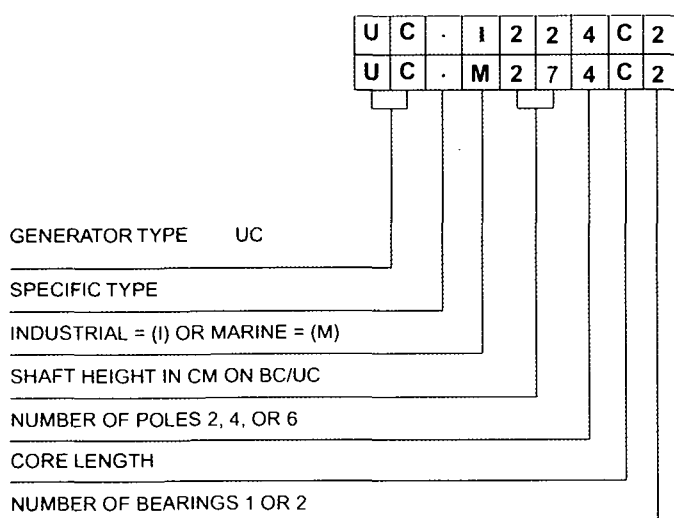 U C . I 2 2 4 C 2
U C . M 2 7 4 C 2
GENERATOR TYPE UC
SPECIFIC TYPE
INDUSTRIAL = (I) OR MARINE = (M)
SHAFT HEIGHT IN CM ON BC/UC
NUMBER OF POLES 2, 4, OR 6
CORE LENGTH
NUMBER OF BEARINGS 1 OR 2